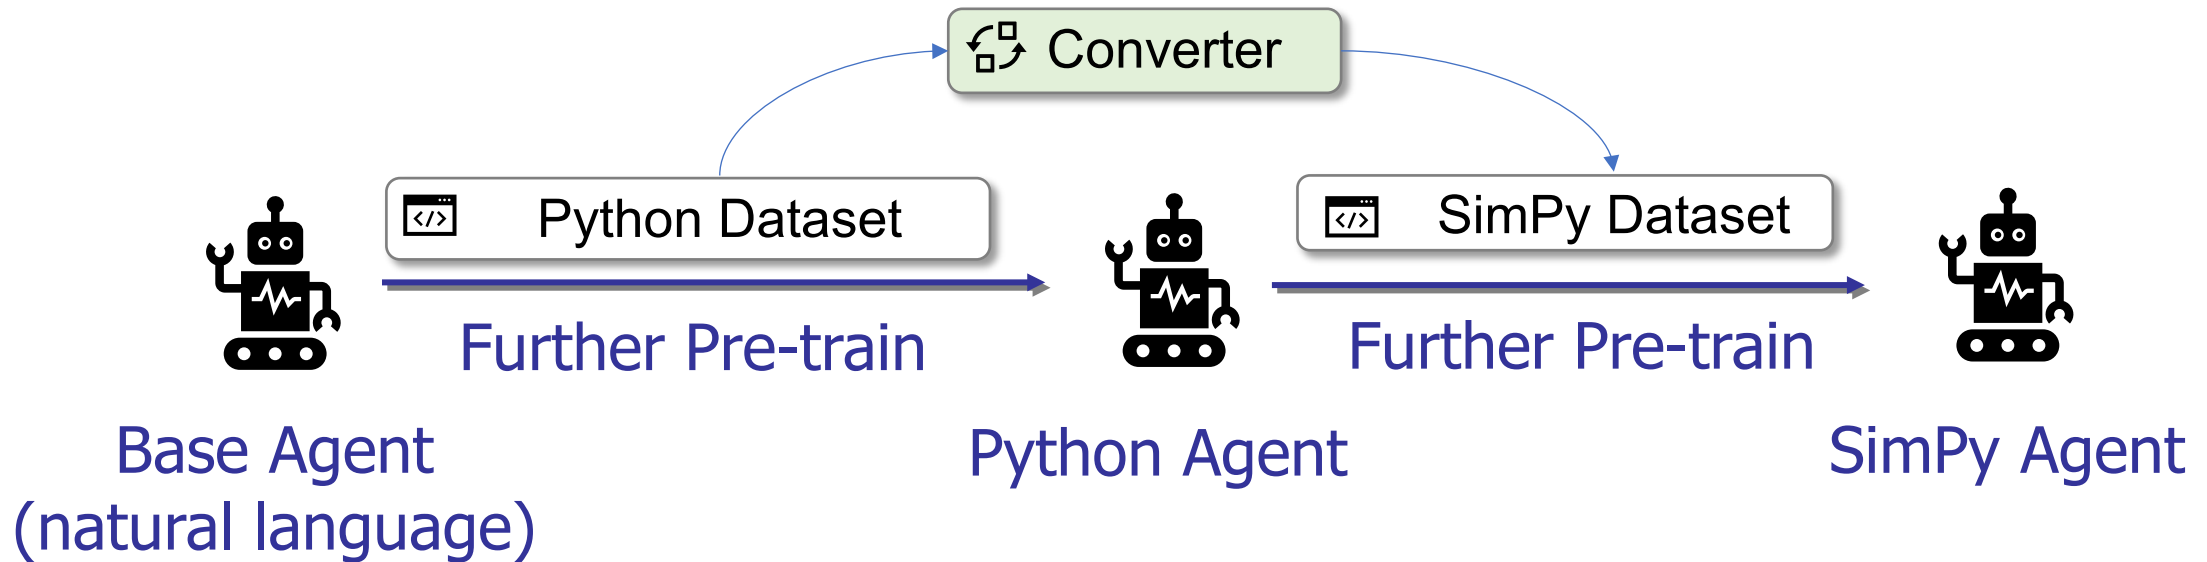 Converter
Python Dataset
SimPy Dataset
Further Pre-train
Further Pre-train
Base Agent
(natural language)
Python Agent
SimPy Agent